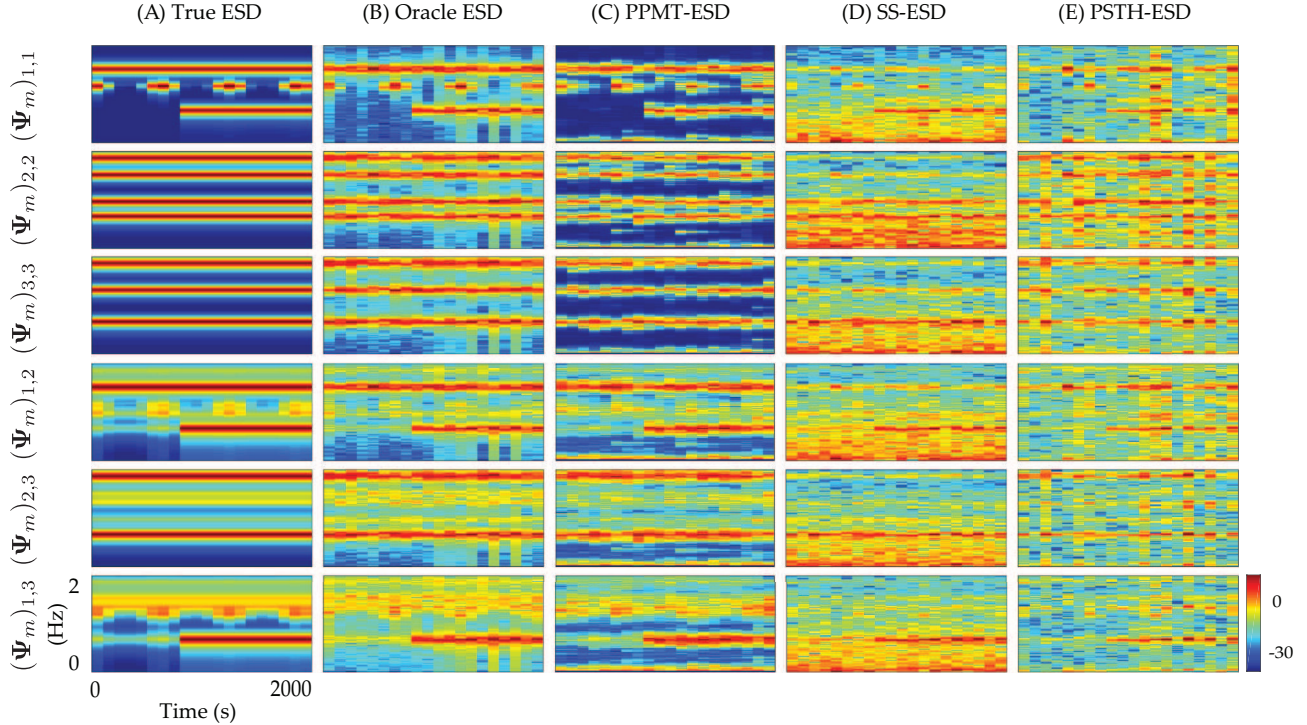 (A) True ESD
(B) Oracle ESD
(C) PPMT-ESD
(D) SS-ESD
(E) PSTH-ESD
(Ψm)1,1
(Ψm)2,2
(Ψm)3,3
(Ψm)1,2
(Ψm)2,3
(Ψm)1,3
2
(Hz)
0
0
2000
Time (s)
0
-30